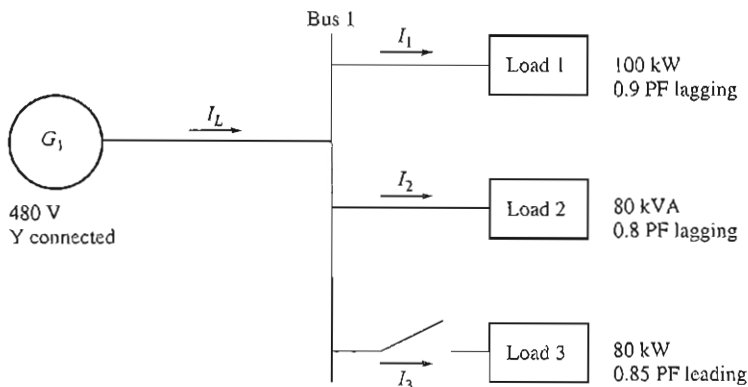 Bus 1
I₁
Load 1
100 kW
0.9 PF lagging
G₁
I_L
480 V
Y connected
I₂
Load 2
80 kVA
0.8 PF lagging
I₃
Load 3
80 kW
0.85 PF leading